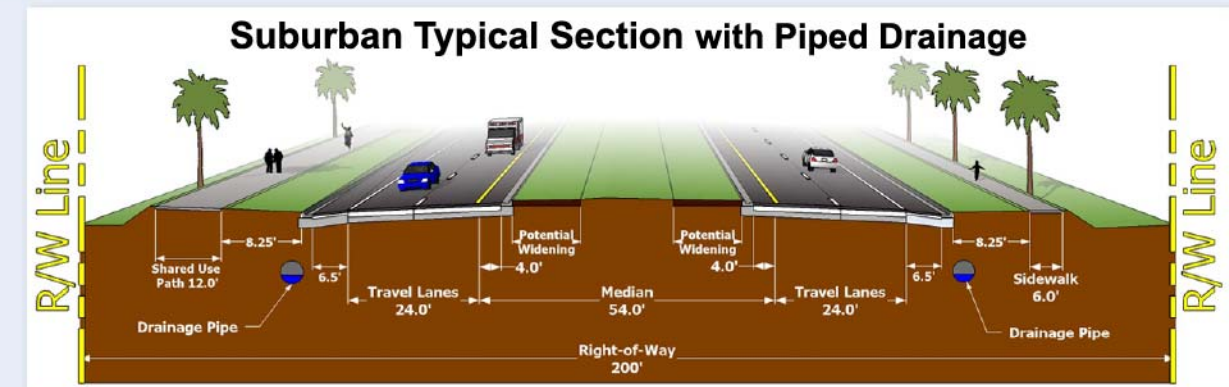 Suburban Typical Section with Piped Drainage
R/W Line
R/W Line
8.25'
Potential
Widening
Potential
Widening
8.25'
Shared Use
Path 12.0'
6.5'
4.0'
4.0'
6.5'
Sidewalk
6.0'
Travel Lanes
24.0'
Median
54.0'
Travel Lanes
24.0'
Drainage Pipe
Drainage Pipe
Right-of-Way
200'